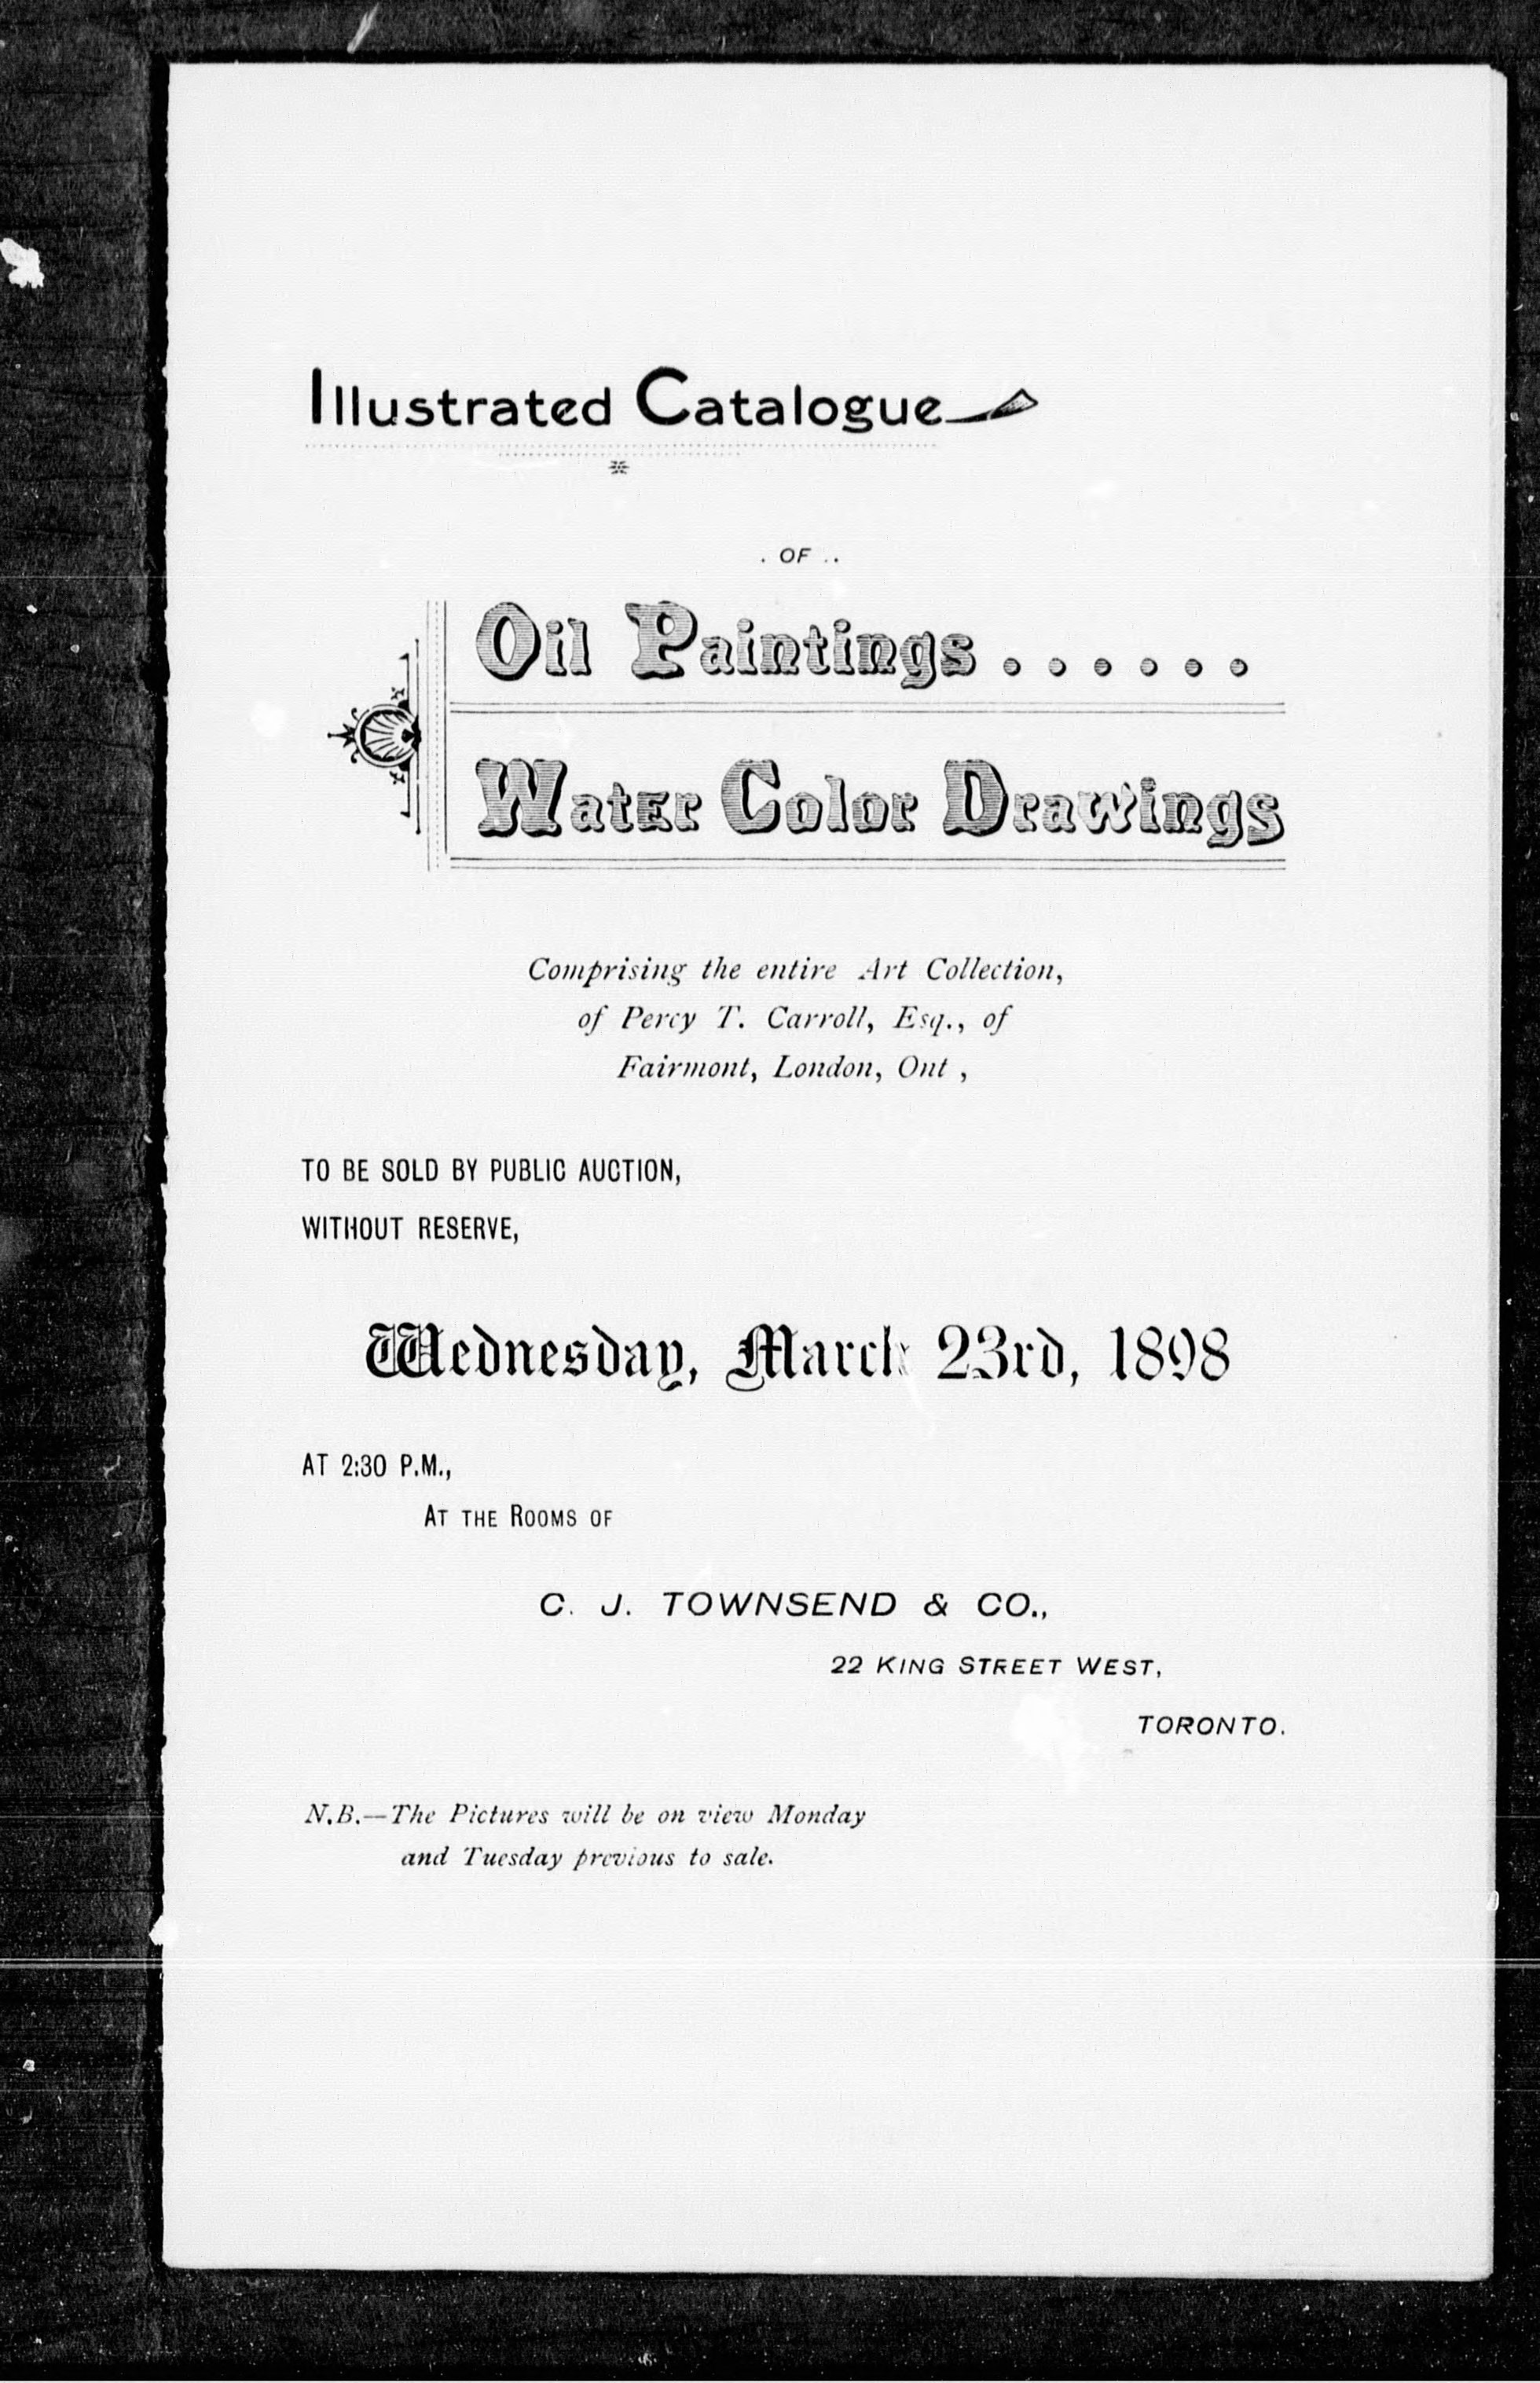 Illustrated Catalogue
. OF ..
Oil Paintings . . . . . .
Water Color Drawings
Comprising the entire Art Collection,
of Percy T. Carroll, Esq., of
Fairmont, London, Ont ,
TO BE SOLD BY PUBLIC AUCTION,
WITHOUT RESERVE,
Wednesday, March 23rd, 1898
AT 2:30 P.M.,
AT THE ROOMS OF
C. J. TOWNSEND & CO.,
22 KING STREET WEST,
TORONTO.
N.B.—The Pictures will be on view Monday
and Tuesday previous to sale.